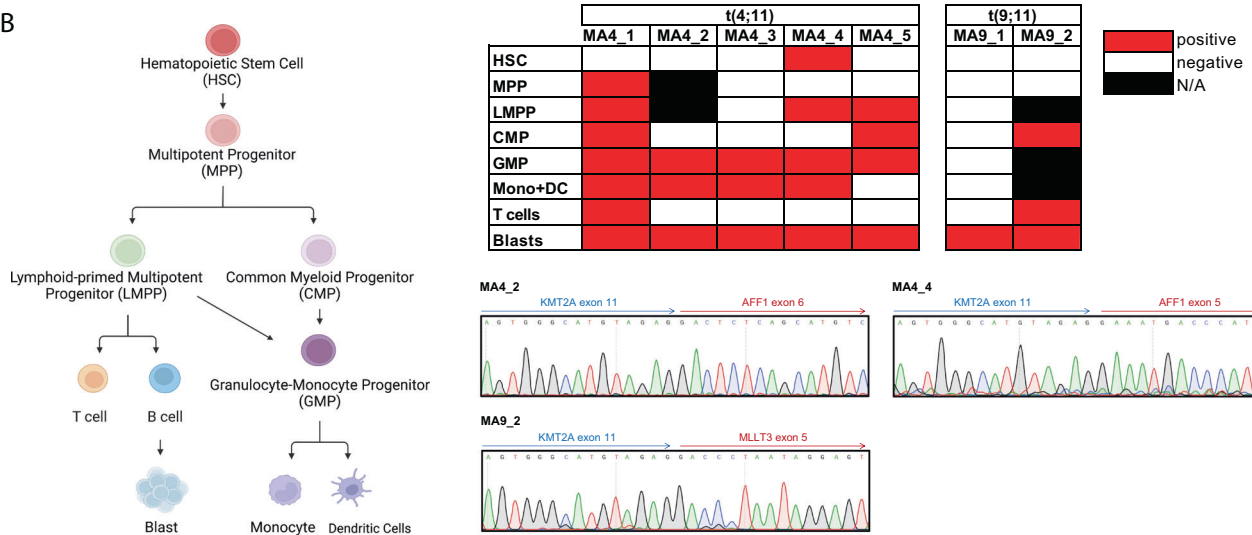 B
Hematopoietic Stem Cell
(HSC)
Multipotent Progenitor
(MPP)
Lymphoid-primed Multipotent
Progenitor (LMPP)
Common Myeloid Progenitor
(CMP)
T cell
B cell
Granulocyte-Monocyte Progenitor
(GMP)
Blast
Monocyte
Dendritic Cells
t(4;11)
t(9;11)
MA4_1
MA4_2
MA4_3
MA4_4
MA4_5
MA9_1
MA9_2
HSC
MPP
LMPP
CMP
GMP
Mono+DC
T cells
Blasts
positive
negative
N/A
MA4_2
KMT2A exon 11
AFF1 exon 6
A G T G G G C A T G T A G A G G A C T C T C A G C A T G T C
MA4_4
KMT2A exon 11
AFF1 exon 5
A G T G G G C A T G T A G A G G A A A T G A C C C A T
MA9_2
KMT2A exon 11
MLLT3 exon 5
A G T G G G C A T G T A G A G G A C C C T A A T A G G A G T